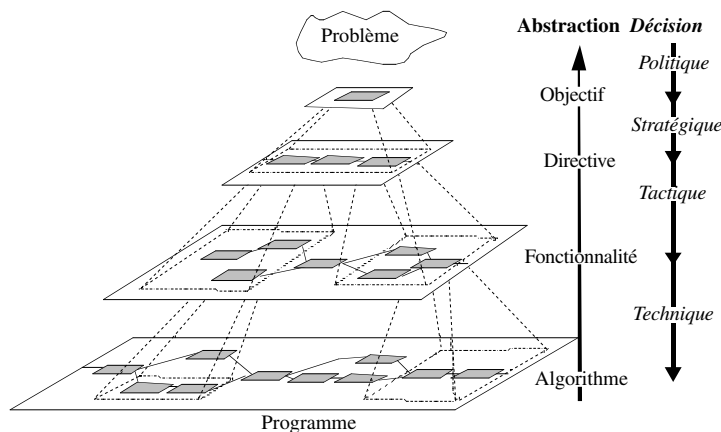 Problème
Abstraction Décision
Politique
Objectif
Stratégique
Directive
Tactique
Fonctionnalité
Technique
Algorithme
Programme